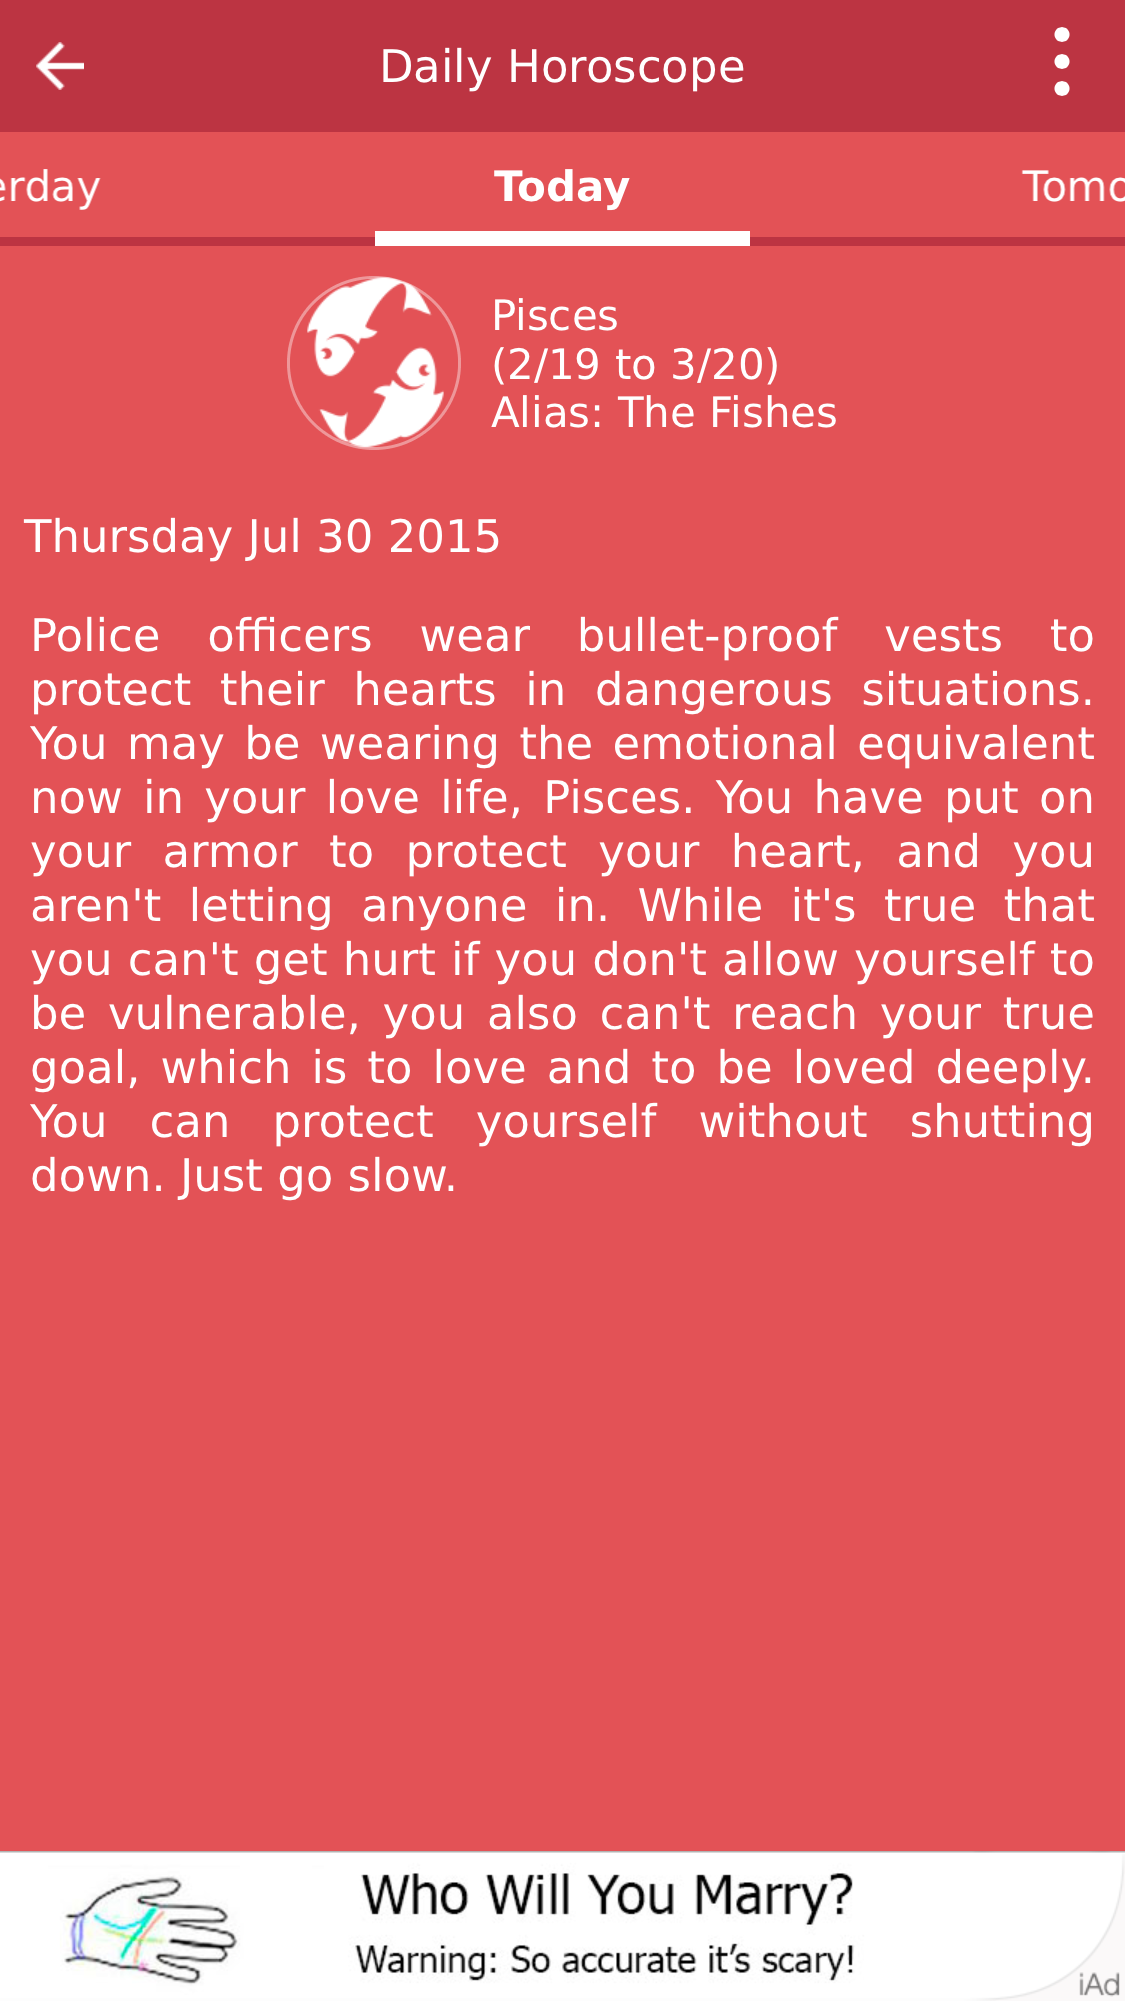 Daily Horoscope
erday Today Tomo
Pisces
(2/19 to 3/20)
Alias: The Fishes
Thursday Jul 30 2015
Police officers wear bullet-proof vests to
protect their hearts in dangerous situations.
You may be wearing the emotional equivalent
now in your love life, Pisces. You have put on
your armor to protect your heart, and you
aren't letting anyone in. While it's true that
you can't get hurt if you don't allow yourself to
be vulnerable, you also can't reach your true
goal, which is to love and to be loved deeply.
You can protect yourself without shutting
down. Just go slow.
Who Will You Marry?
Warning: So accurate it’s scary!
iAd